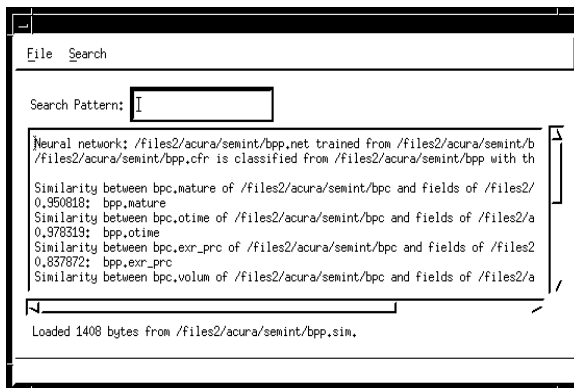 File Search
Search Pattern:
Neural network: /files2/acura/semint/bpp.net trained from /files2/acura/semint/b
/files2/acura/semint/bpp.cfr is classified from /files2/acura/semint/bpp with th
Similarity between bpc.mature of /files2/acura/semint/bpc and fields of /files2/
0.950818: bpp.mature
Similarity between bpc.otime of /files2/acura/semint/bpc and fields of /files2/a
0.978319: bpp.otime
Similarity between bpc.exr_prc of /files2/acura/semint/bpc and fields of /files2
0.837872: bpp.exr_prc
Similarity between bpc.volum of /files2/acura/semint/bpc and fields of /files2/a
Loaded 1408 bytes from /files2/acura/semint/bpp.sim.